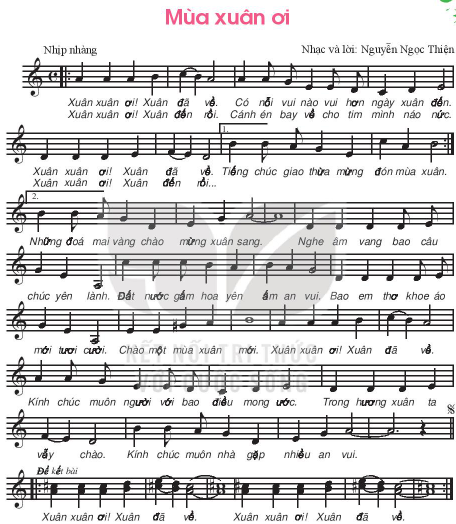 Mùa xuân ơi
Nhịp nhàng
Nhạc và lời: Nguyễn Ngọc Thiện
Xuân xuân ơi! Xuân đã về. Có nỗi vui nào vui hơn ngày xuân đến.
Xuân xuân ơi! Xuân đến rồi. Cánh én bay về cho tim mình náo nức.
1.
Xuân xuân ơi! Xuân đã về. Tiếng chúc giao thừa mừng đón mùa xuân.
Xuân xuân ơi! Xuân đến rồi...
2.
Những đoá mai vàng chào mừng xuân sang. Nghe âm vang bao câu
chúc yên lành. Đất nước gấm hoa yên ấm an vui. Bao em thơ khoe áo
mới tươi cười. Chào một mùa xuân mới. Xuân xuân ơi! Xuân đã về.
KẾT NỐI TRI THỨC
VỚI CUỘC SỐNG
Kính chúc muôn người với bao điều mong ước. Trong hương xuân ta
vẫy chào. Kính chúc muôn nhà gặp nhiều an vui.
Để kết bài
Xuân xuân ơi! Xuân đã về. Xuân xuân ơi! Xuân đã về.